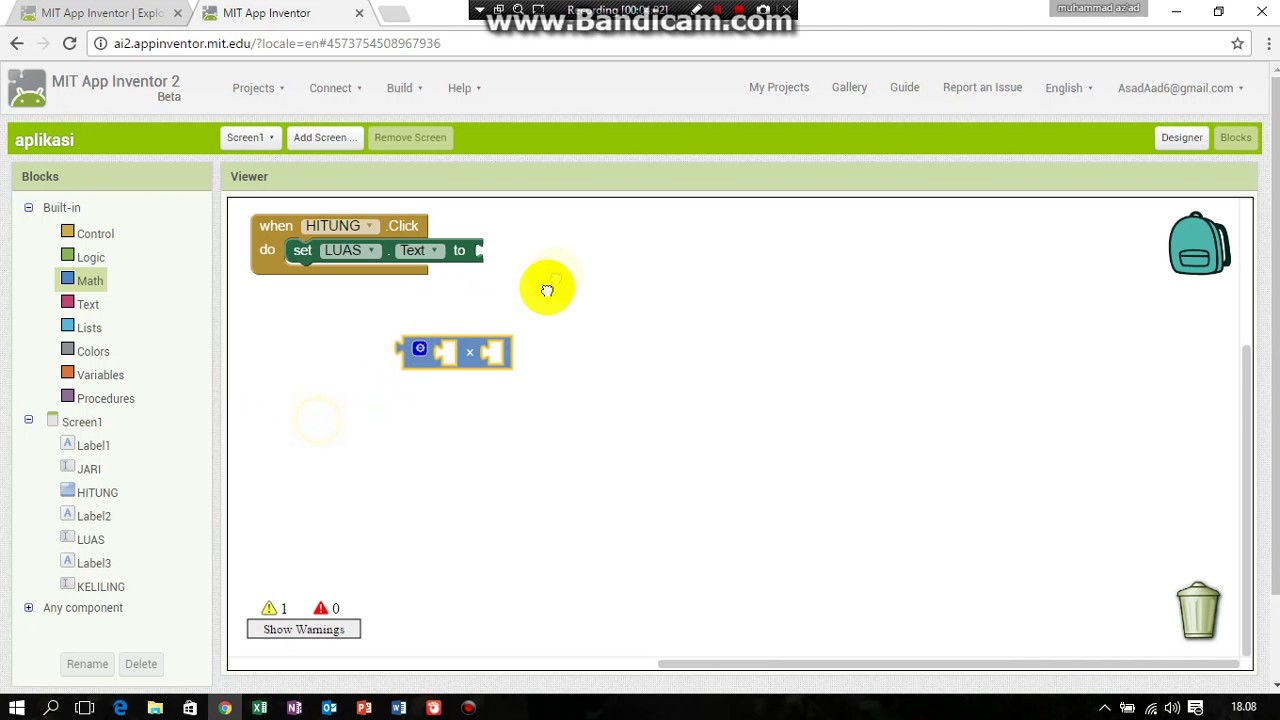 MIT App Inventor | Explo
MIT App Inventor
www.Bandicam.com
muhammad az'ad
ai2.appinventor.mit.edu/?locale=en#4573754508967936
MIT App Inventor 2
Beta
Projects
Connect
Build
Help
My Projects
Gallery
Guide
Report an Issue
English
AsadAad6@gmail.com
aplikasi
Screen1
Add Screen ...
Remove Screen
Designer
Blocks
Blocks
Viewer
Built-in
Control
Logic
Math
Text
Lists
Colors
Variables
Procedures
Screen1
Label1
JARI
HITUNG
Label2
LUAS
Label3
KELILING
Any component
Rename
Delete
when HITUNG .Click
do set LUAS . Text to
x
1 0
Show Warnings
18.08